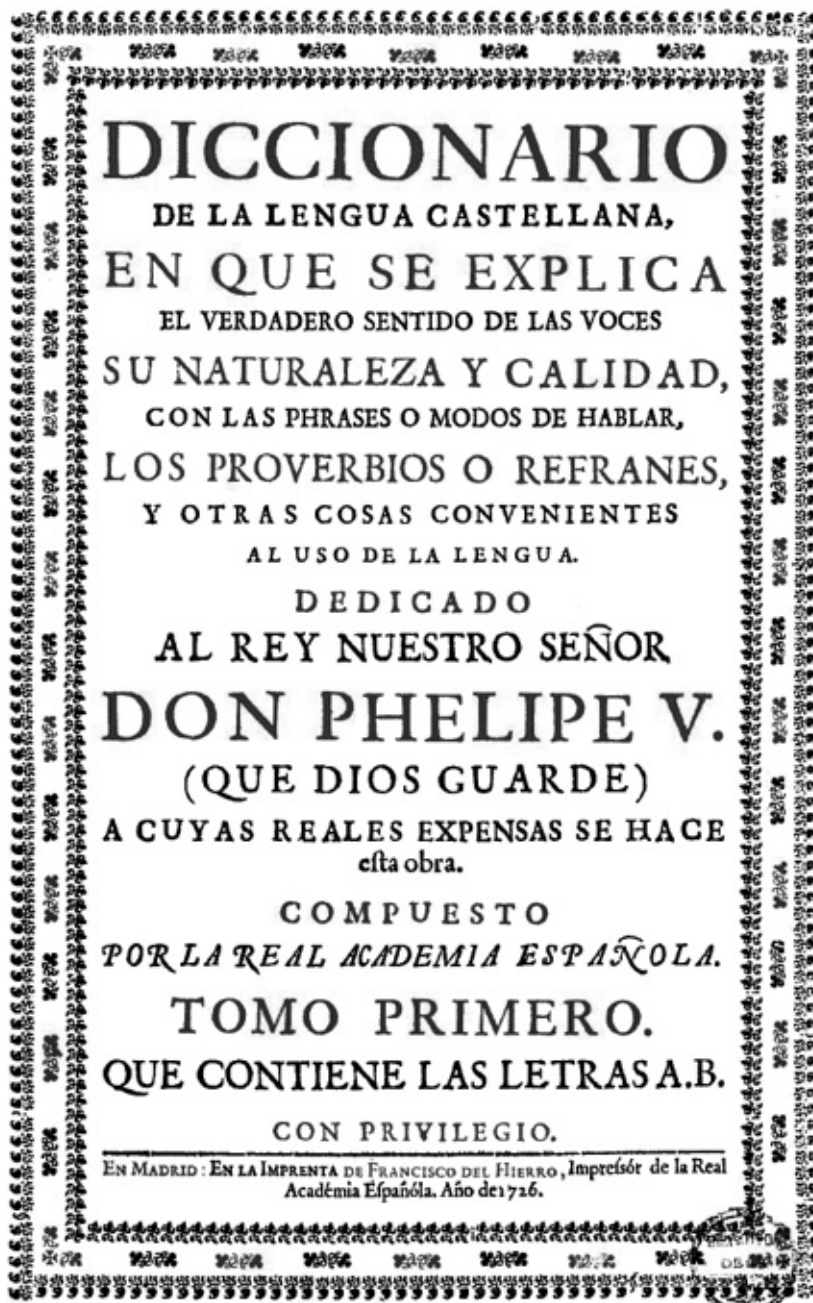 DICCIONARIO
DE LA LENGUA CASTELLANA,
EN QUE SE EXPLICA
EL VERDADERO SENTIDO DE LAS VOCES
SU NATURALEZA Y CALIDAD,
CON LAS PHRASES O MODOS DE HABLAR,
LOS PROVERBIOS O REFRANES,
Y OTRAS COSAS CONVENIENTES
AL USO DE LA LENGUA.
DEDICADO
AL REY NUESTRO SEÑOR
DON PHELIPE V.
(QUE DIOS GUARDE)
A CUYAS REALES EXPENSAS SE HACE
eſta obra.
COMPUESTO
POR LA REAL ACADEMIA ESPAÑOLA.
TOMO PRIMERO.
QUE CONTIENE LAS LETRAS A.B.
CON PRIVILEGIO.
EN MADRID: EN LA IMPRENTA DE FRANCISCO DEL HIERRO, Impreſsór de la Real
Académia Eſpañóla. Año de 1726.